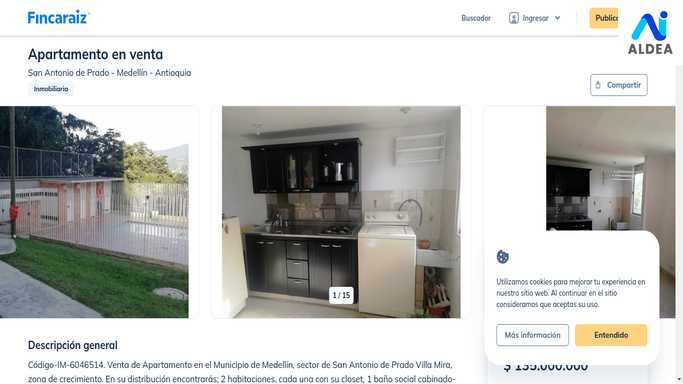 Fincaraiz
Buscador
Ingresar
Public
ALDEA
Apartamento en venta
San Antonio de Prado - Medellín - Antioquia
Inmobiliario
Compartir
1 / 15
Utilizamos cookies para mejorar tu experiencia en
nuestro sitio web. Al continuar en el sitio
consideramos que aceptas su uso.
Más información
Entendido
$ 135.000.000
Descripción general
Código-IM-6046514. Venta de Apartamento en el Municipio de Medellín, sector de San Antonio de Prado Villa Mira,
zona de crecimiento. En su distribución encontrarás; 2 habitaciones, cada una con su closet, 1 baño social cabinado-